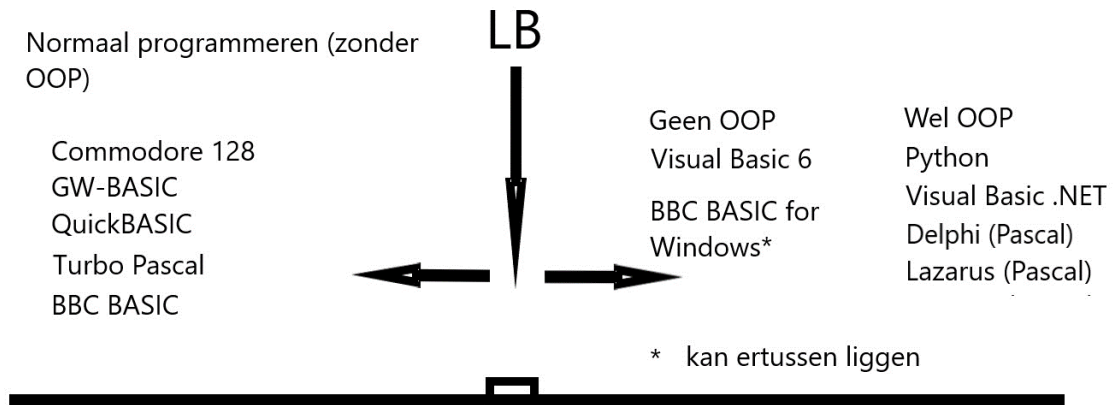 LB
Normaal programmeren (zonder
OOP)
Commodore 128
GW-BASIC
QuickBASIC
Turbo Pascal
BBC BASIC
Geen OOP
Visual Basic 6
BBC BASIC for
Windows*
Wel OOP
Python
Visual Basic .NET
Delphi (Pascal)
Lazarus (Pascal)
* kan ertussen liggen